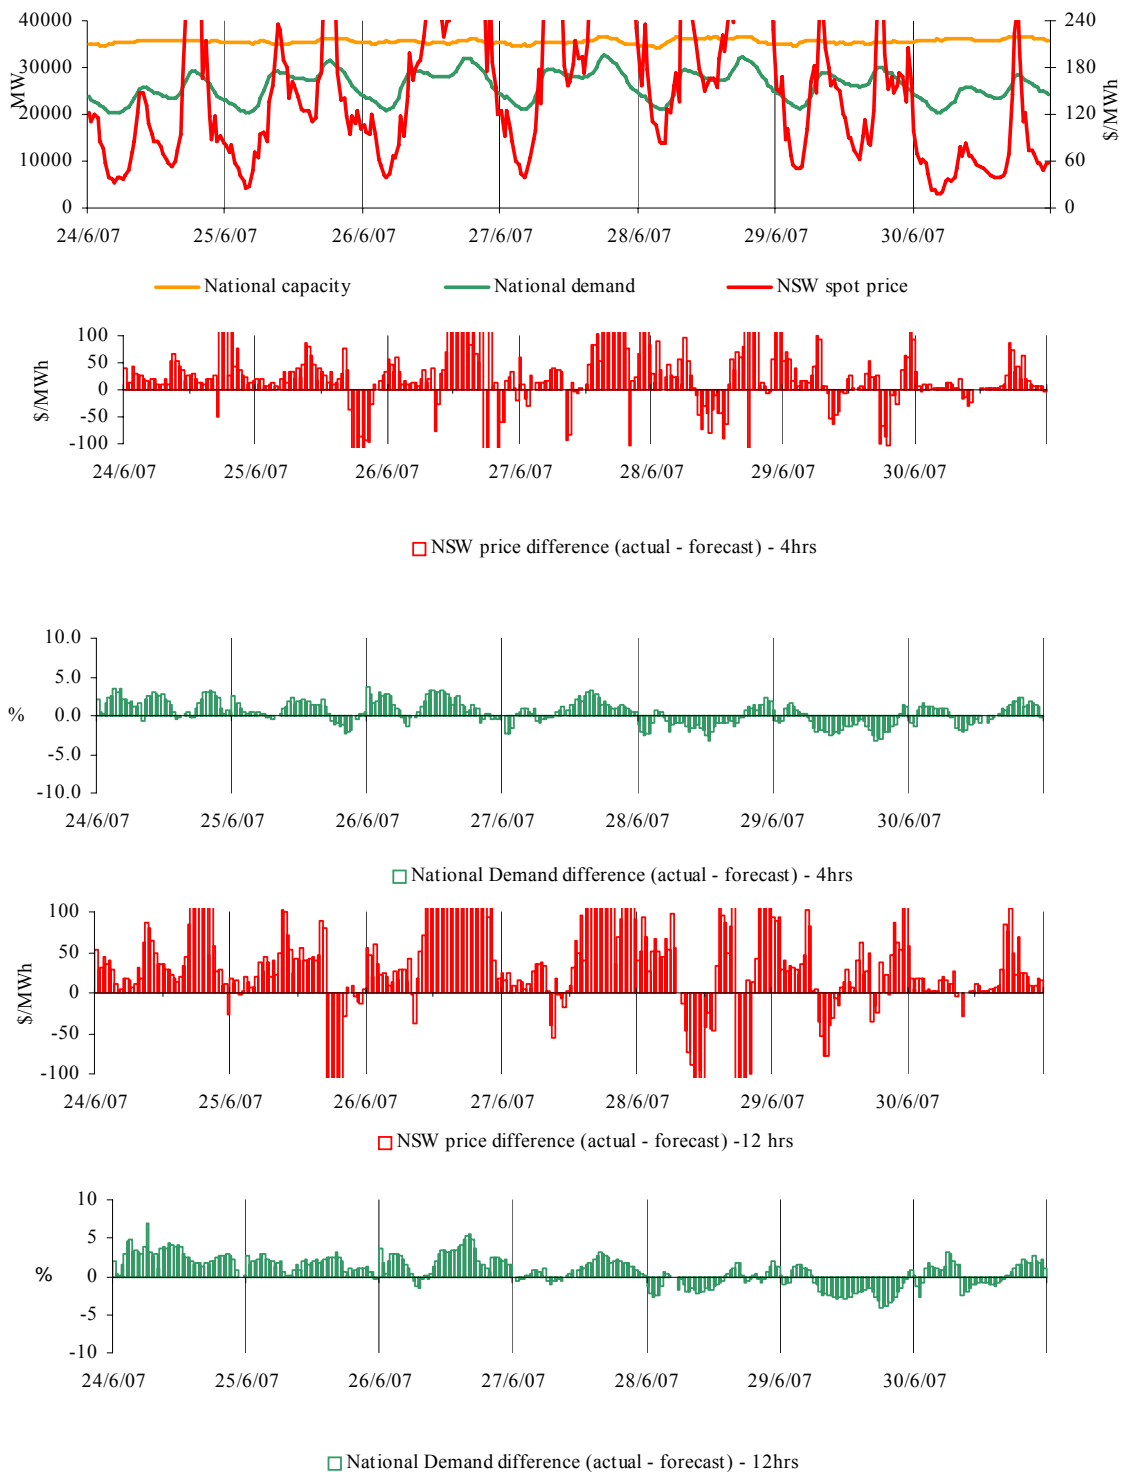 40000 240
30000 180
20000 120
10000 60
0 0
MW
$/MWh
24/6/07 25/6/07 26/6/07 27/6/07 28/6/07 29/6/07 30/6/07
National capacity National demand NSW spot price
100
50
0
-50
-100
$/MWh
24/6/07 25/6/07 26/6/07 27/6/07 28/6/07 29/6/07 30/6/07
NSW price difference (actual - forecast) - 4hrs
10.0
5.0
0.0
-5.0
-10.0
%
24/6/07 25/6/07 26/6/07 27/6/07 28/6/07 29/6/07 30/6/07
National Demand difference (actual - forecast) - 4hrs
100
50
0
-50
-100
$/MWh
24/6/07 25/6/07 26/6/07 27/6/07 28/6/07 29/6/07 30/6/07
NSW price difference (actual - forecast) -12 hrs
10
5
0
-5
-10
%
24/6/07 25/6/07 26/6/07 27/6/07 28/6/07 29/6/07 30/6/07
National Demand difference (actual - forecast) - 12hrs